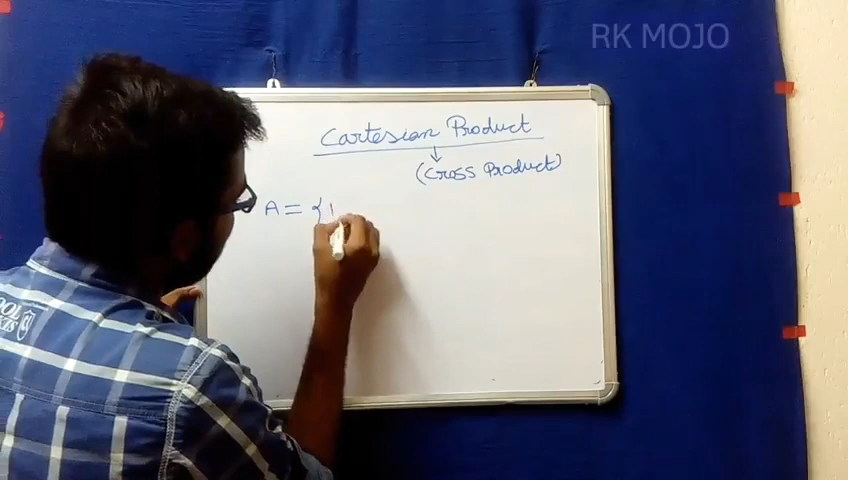 RK MOJO
Cartesian Product
(Cross Product)
A = { 1